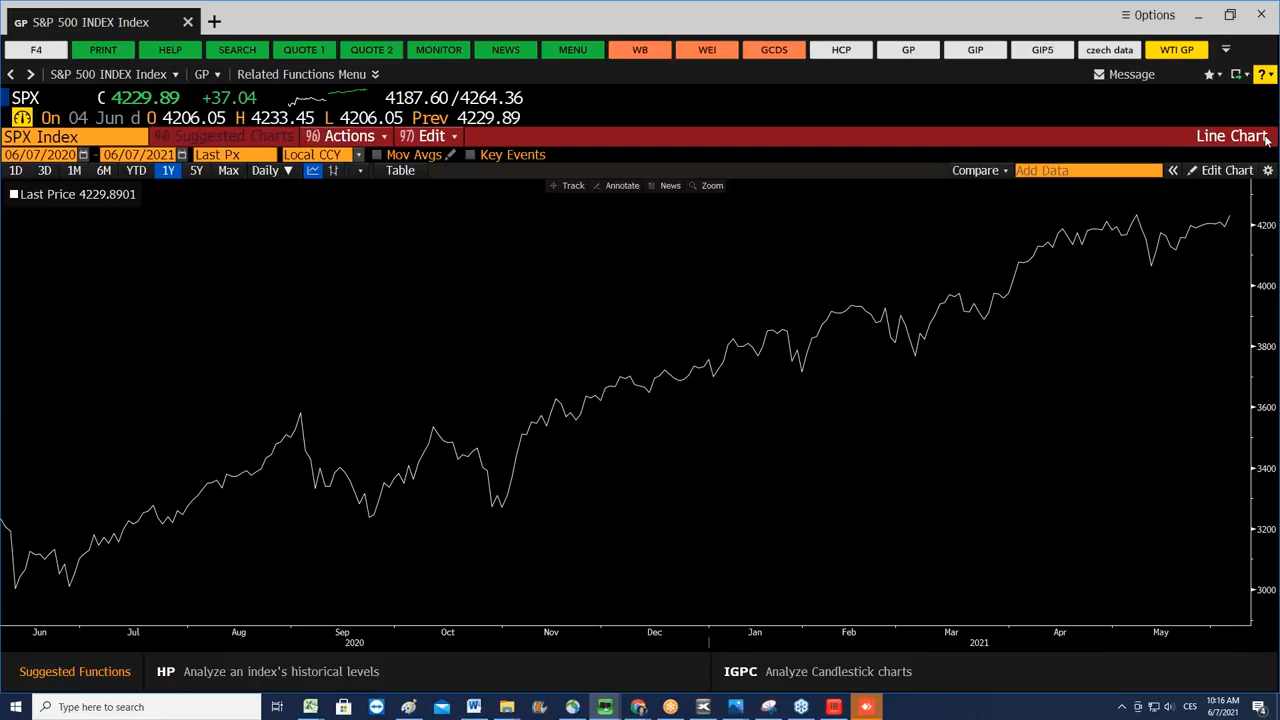 GP S&P 500 INDEX Index
Options
F4 PRINT HELP SEARCH QUOTE 1 QUOTE 2 MONITOR NEWS MENU WB WEI GCDS HCP GP GIP GIP5 czech data WTI GP
S&P 500 INDEX Index GP Related Functions Menu Message
SPX C 4229.89 +37.04 4187.60/4264.36
On 04 Jun d O 4206.05 H 4233.45 L 4206.05 Prev 4229.89
SPX Index 94) Suggested Charts 96) Actions 97) Edit Line Chart
06/07/2020 - 06/07/2021 Last Px Local CCY Mov Avgs Key Events
1D 3D 1M 6M YTD 1Y 5Y Max Daily Table Compare Add Data Edit Chart
Track Annotate News Zoom
Last Price 4229.8901
4200
4000
3800
3600
3400
3200
3000
Jun Jul Aug Sep Oct Nov Dec Jan Feb Mar Apr May
2020 2021
Suggested Functions HP Analyze an index's historical levels IGPC Analyze Candlestick charts
Type here to search
CES
10:16 AM
6/7/2021